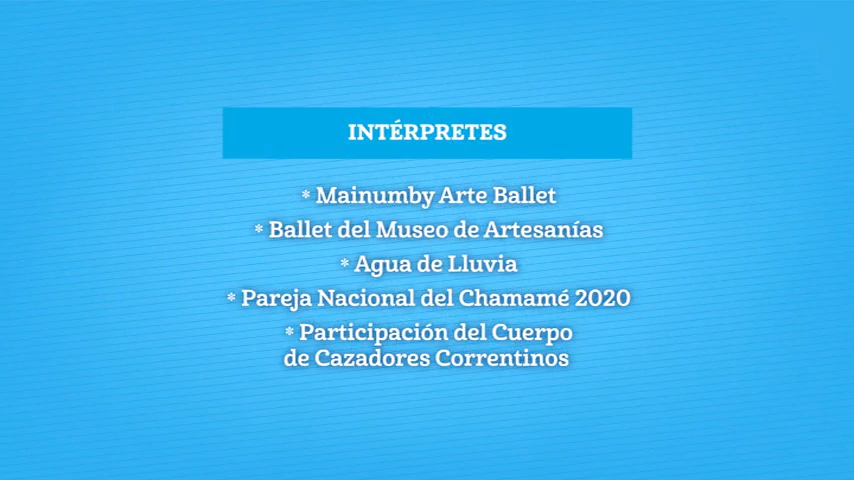 INTÉRPRETES
* Mainumby Arte Ballet
* Ballet del Museo de Artesanías
* Agua de Lluvia
* Pareja Nacional del Chamamé 2020
* Participación del Cuerpo
de Cazadores Correntinos